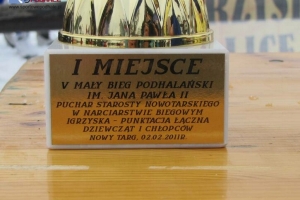 I MIEJSCE
V MAŁY BIEG PODHALAŃSKI
IM. JANA PAWŁA II
PUCHAR STAROSTY NOWOTARSKIEGO
W NARCIARSTWIE BIEGOWYM
IGRZYSKA - PUNKTACJA ŁĄCZNA
DZIEWCZĄT I CHŁOPCÓW
NOWY TARG, 02.02.2011R.